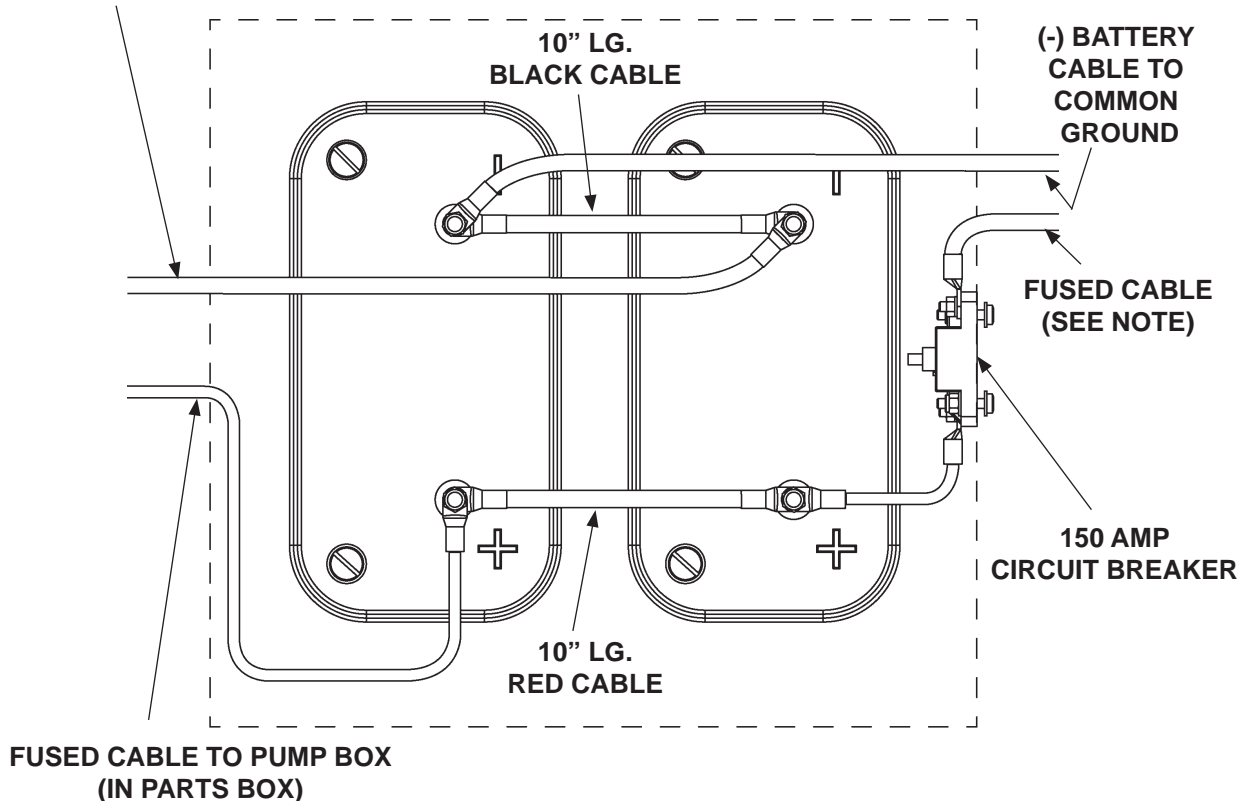 10” LG.
BLACK CABLE
(-) BATTERY
CABLE TO
COMMON
GROUND
FUSED CABLE
(SEE NOTE)
150 AMP
CIRCUIT BREAKER
10” LG.
RED CABLE
FUSED CABLE TO PUMP BOX
(IN PARTS BOX)